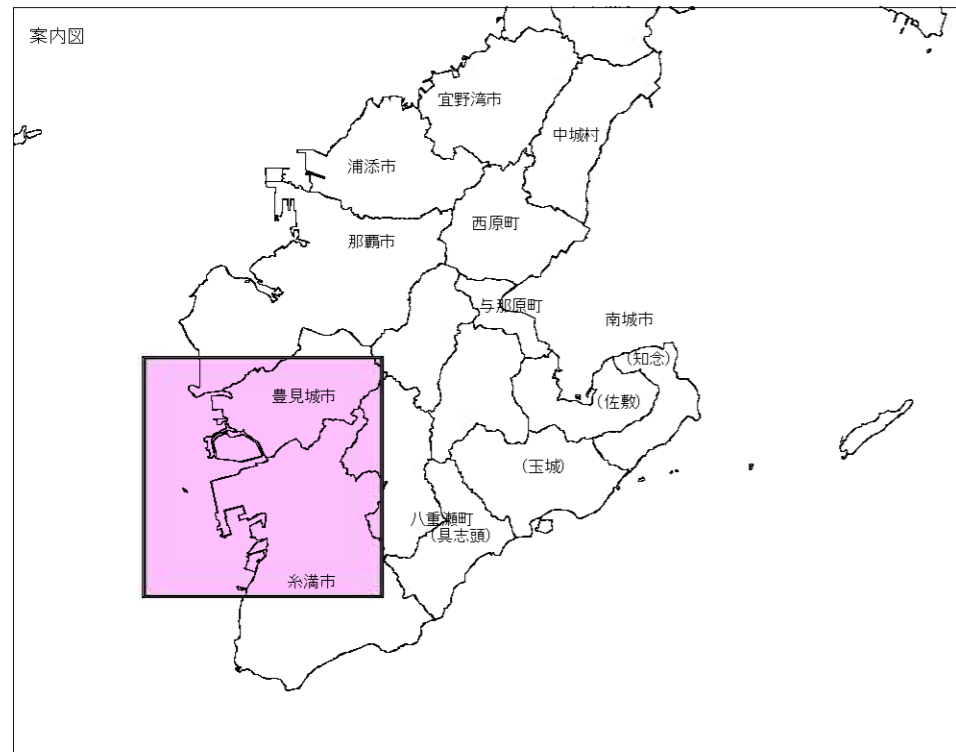 案内図
宜野湾市
中城村
浦添市
西原町
那覇市
与那原町
南城市
(知念)
豊見城市
(佐敷)
(玉城)
八重瀬町
(具志頭)
糸満市